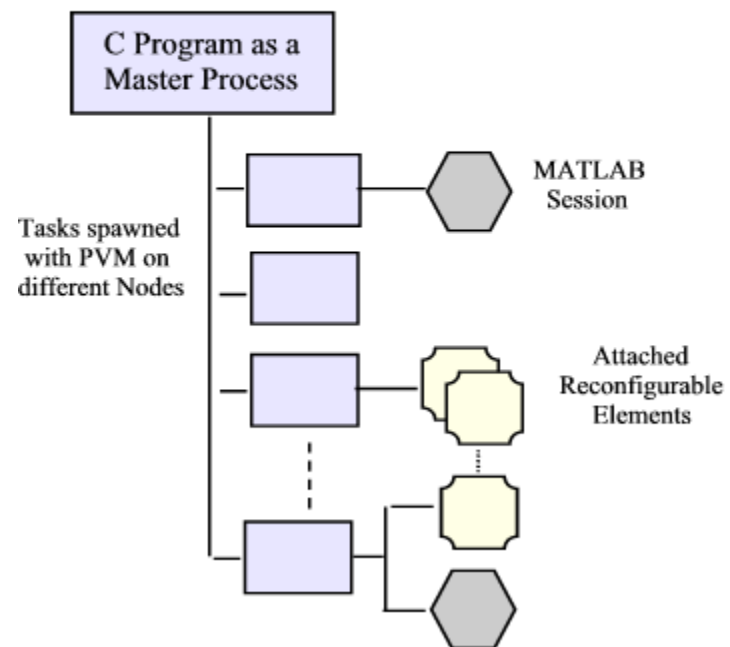 C Program as a
Master Process
MATLAB
Session
Tasks spawned
with PVM on
different Nodes
Attached
Reconfigurable
Elements